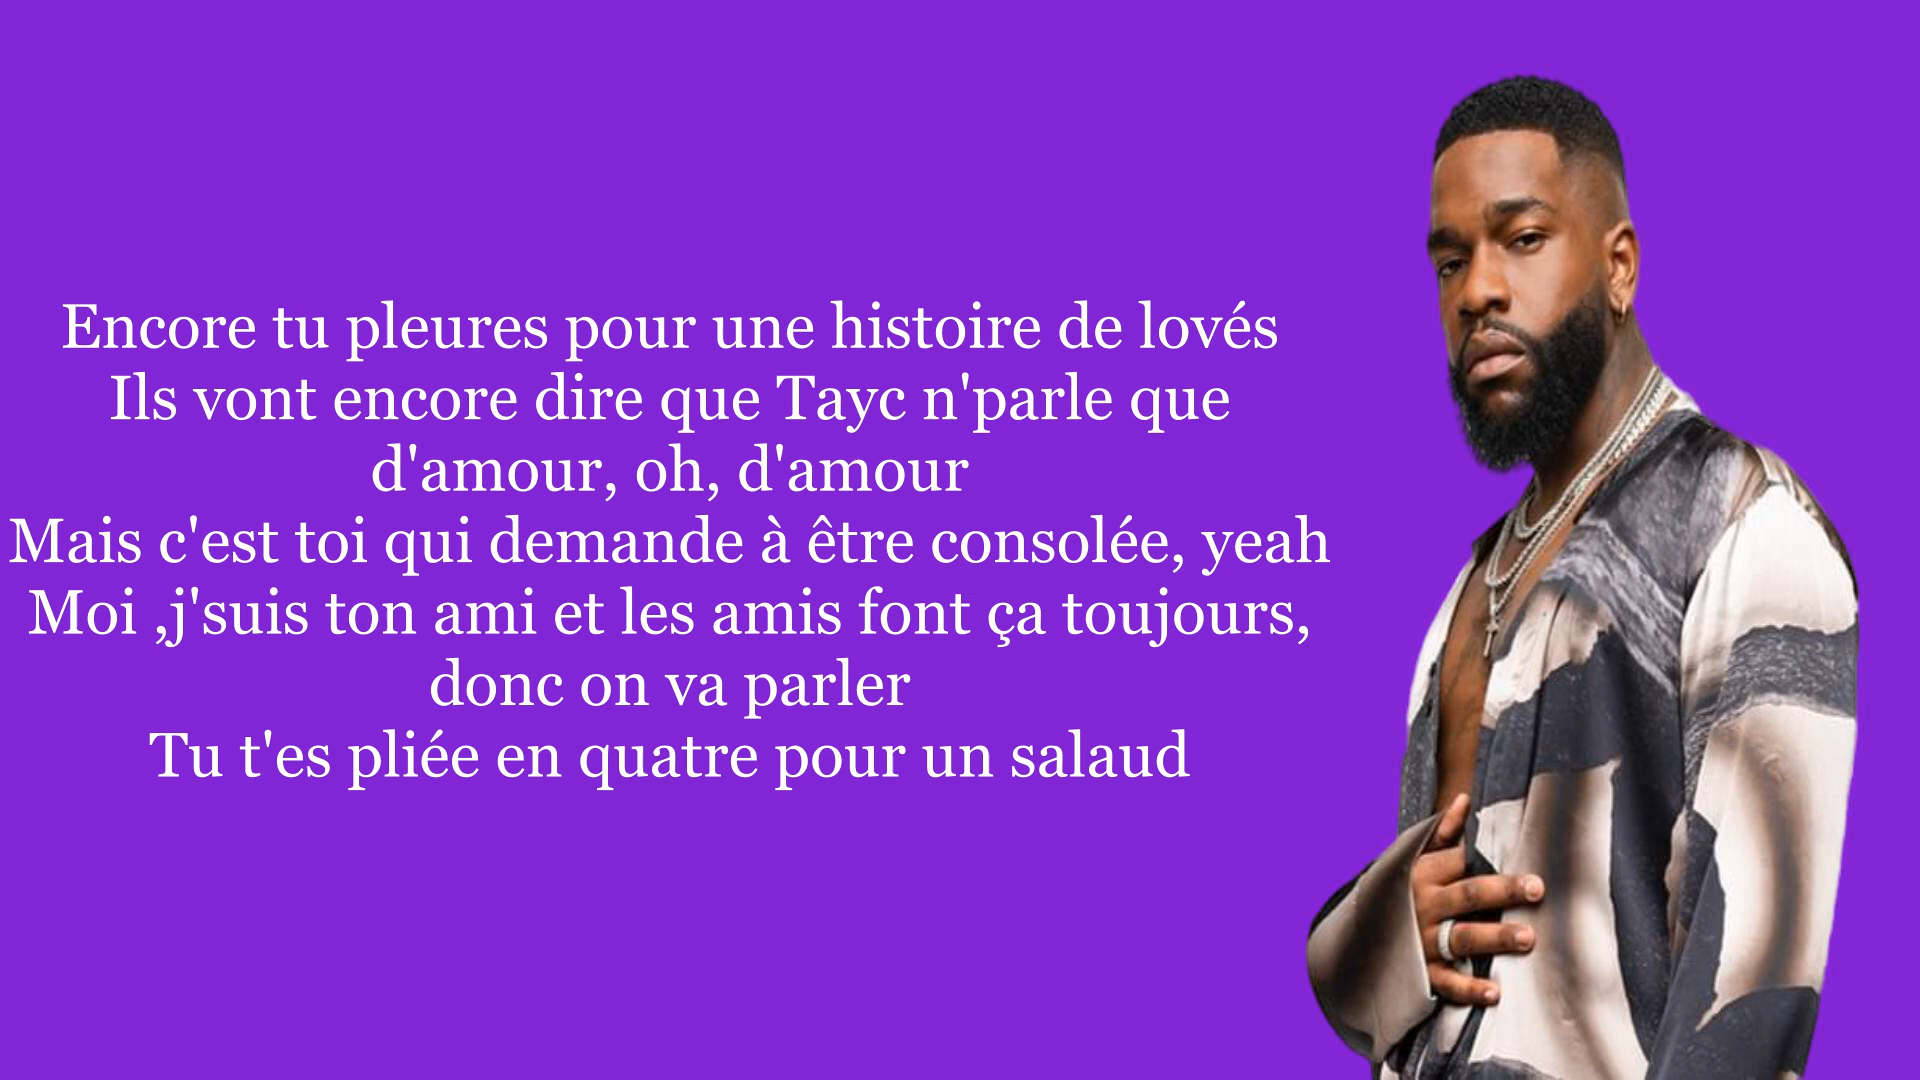 Encore tu pleures pour une histoire de lovés
Ils vont encore dire que Tayc n'parle que
d'amour, oh, d'amour
Mais c'est toi qui demande à être consolée, yeah
Moi ,j'suis ton ami et les amis font ça toujours,
donc on va parler
Tu t'es pliée en quatre pour un salaud